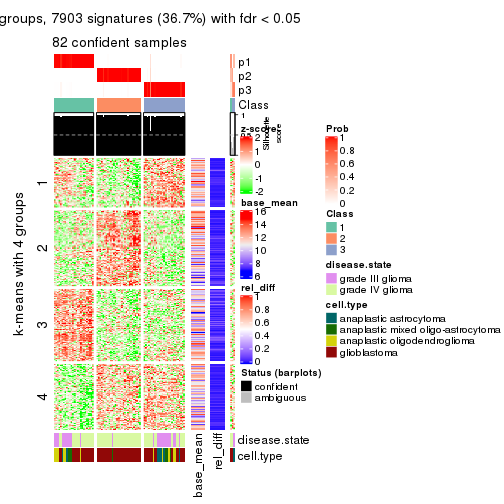 groups, 7903 signatures (36.7%) with fdr < 0.05
82 confident samples
p1
p2
p3
Class
1
Silhouette
score
z-score
2
1
0
-1
-2
base_mean
16
14
12
10
8
6
rel_diff
1
0.8
0.6
0.4
0.2
0
Status (barplots)
confident
ambiguous
Prob
1
0.8
0.6
0.4
0.2
0
Class
1
2
3
disease.state
grade III glioma
grade IV glioma
cell.type
anaplastic astrocytoma
anaplastic mixed oligo-astrocytoma
anaplastic oligodendroglioma
glioblastoma
k-means with 4 groups
1
2
3
4
disease.state
cell.type
base_mean
rel_diff